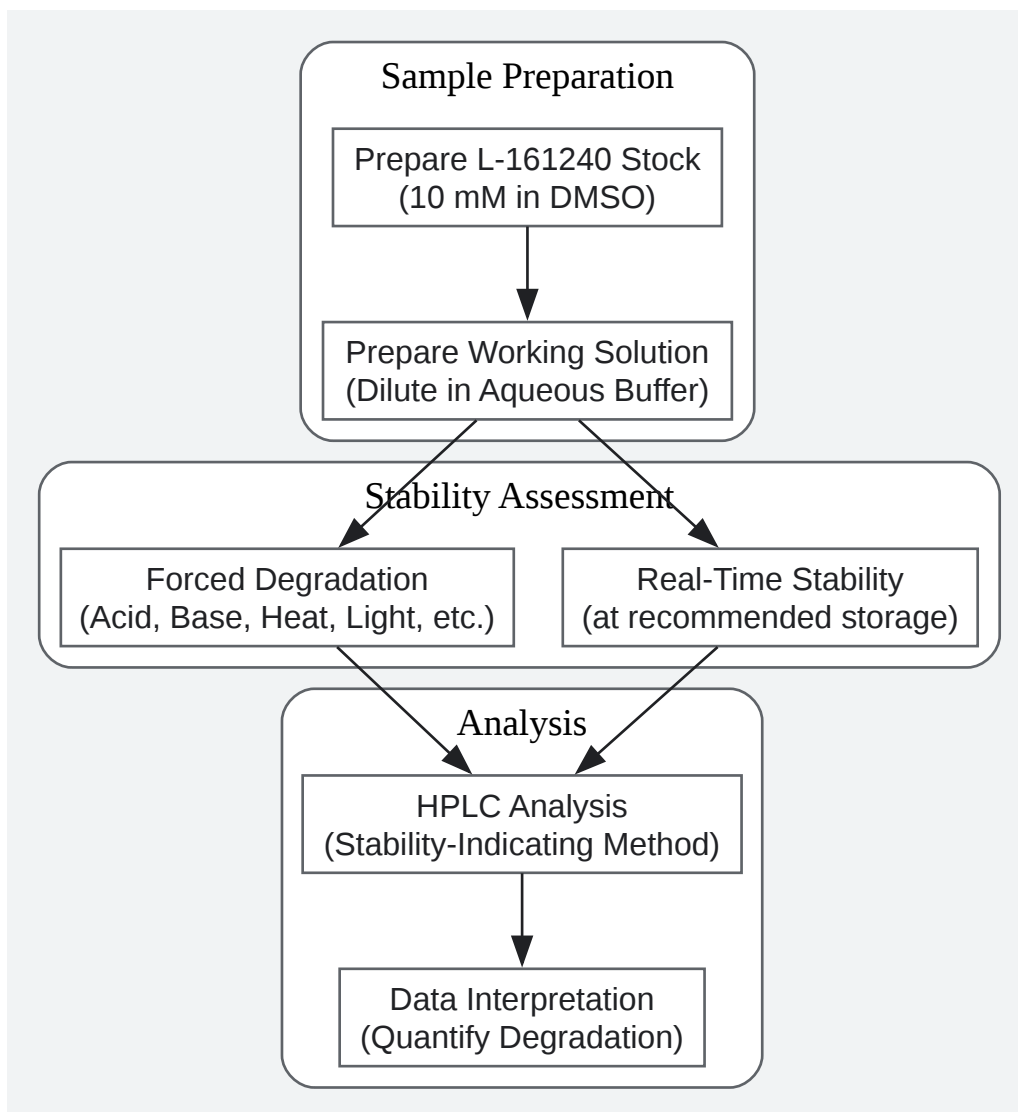 Sample Preparation
Prepare L-161240 Stock
(10 mM in DMSO)
Prepare Working Solution
(Dilute in Aqueous Buffer)
Stability Assessment
Forced Degradation
(Acid, Base, Heat, Light, etc.)
Real-Time Stability
(at recommended storage)
Analysis
HPLC Analysis
(Stability-Indicating Method)
Data Interpretation
(Quantify Degradation)